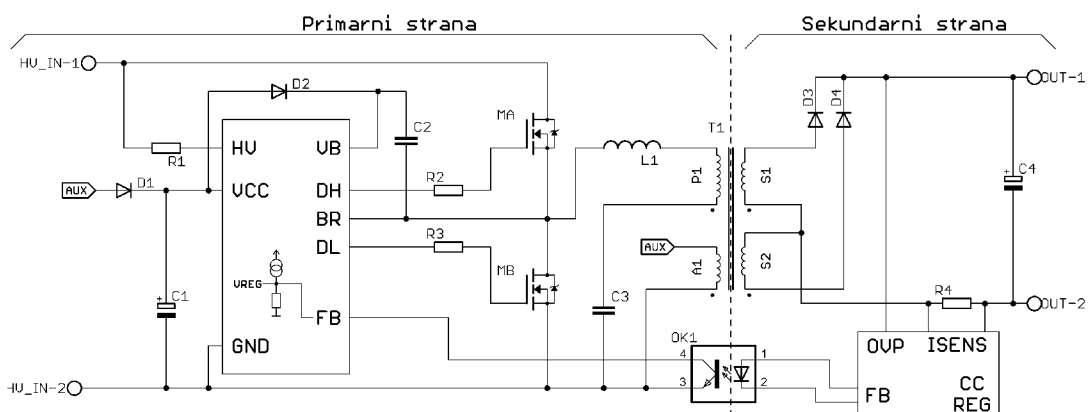 Primarni strana
Sekundarni strana
HV_IN-1
OUT-1
D2
D3
D4
C2
MA
T1
R1
HV
VB
L1
P1
S1
C4
AUX
D1
VCC
DH
R2
BR
DL
R3
AUX
A1
S2
VREG
MB
C1
C3
R4
OUT-2
FB
GND
OK1
OVP
ISENS
4
1
HV_IN-2
3
2
FB
CC
REG